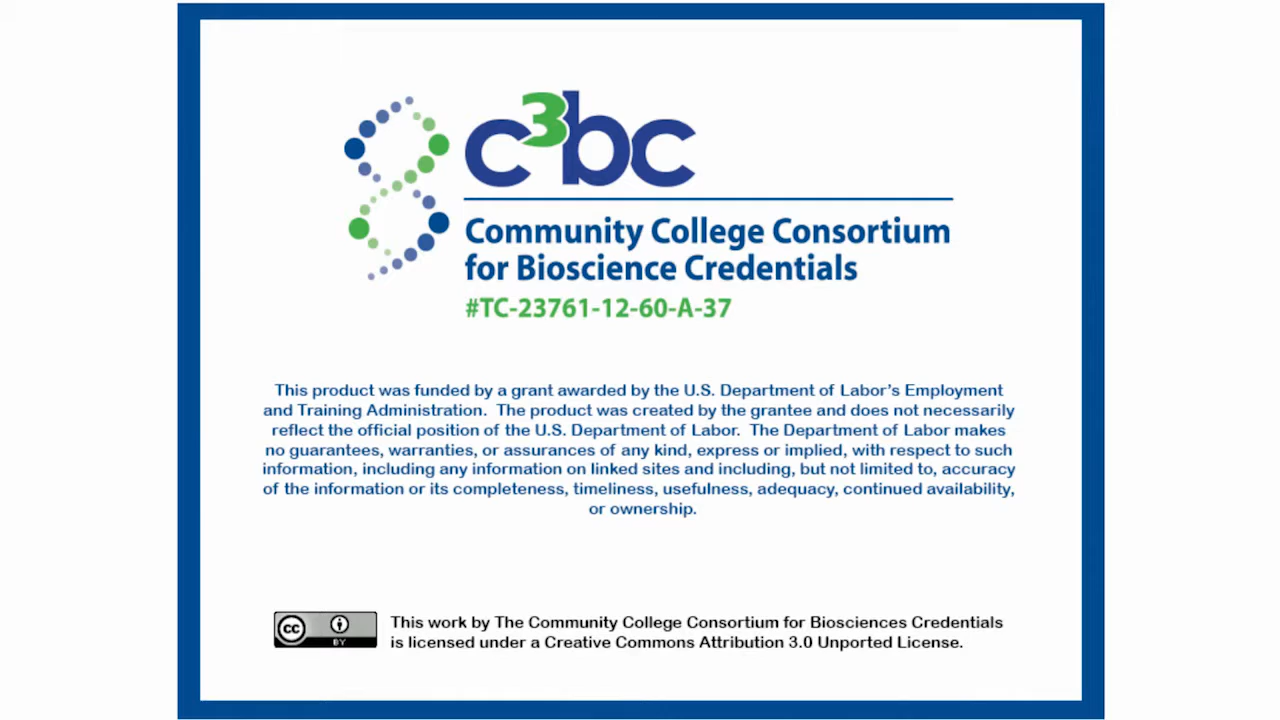 c3bc
Community College Consortium
for Bioscience Credentials
#TC-23761-12-60-A-37
This product was funded by a grant awarded by the U.S. Department of Labor’s Employment
and Training Administration.  The product was created by the grantee and does not necessarily
reflect the official position of the U.S. Department of Labor.  The Department of Labor makes
no guarantees, warranties, or assurances of any kind, express or implied, with respect to such
information, including any information on linked sites and including, but not limited to, accuracy
of the information or its completeness, timeliness, usefulness, adequacy, continued availability,
or ownership.
cc BY
This work by The Community College Consortium for Biosciences Credentials
is licensed under a Creative Commons Attribution 3.0 Unported License.